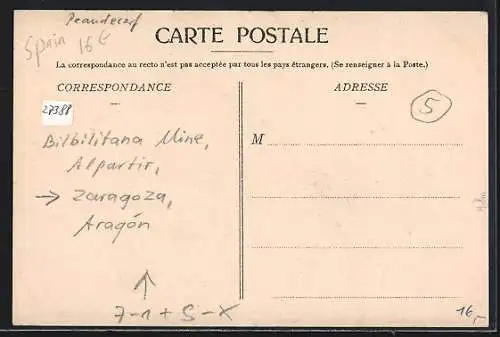 Spain 16 €
CARTE POSTALE
La correspondance au recto n'est pas acceptée par tous les pays étrangers. (Se renseigner à la Poste.)
CORRESPONDANCE
ADRESSE
27388
5
Bilbilitana Mine,
Alpartir,
→ Zaragoza,
Aragón
M
↑
7-1+S-X
16,-